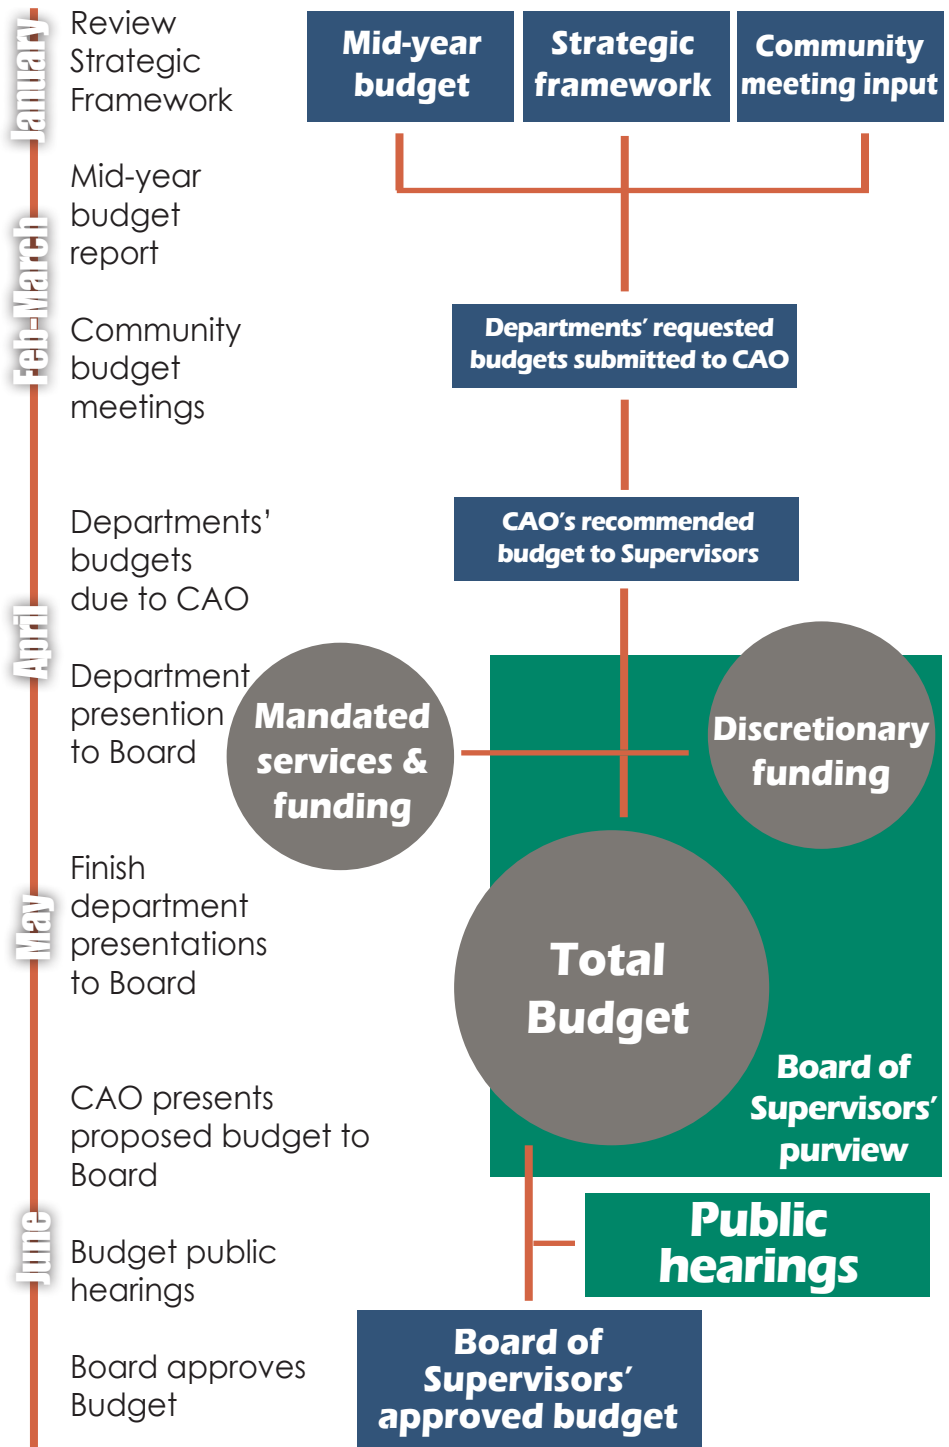 January
Review
Strategic
Framework
Mid-year
budget
report
Feb-March
Community
budget
meetings
Departments’
budgets
due to CAO
April
Department
presention
to Board
May
Finish
department
presentations
to Board
CAO presents
proposed budget to
Board
June
Budget public
hearings
Board approves
Budget
Mid-year
budget
Strategic
framework
Community
meeting input
Departments’ requested
budgets submitted to CAO
CAO’s recommended
budget to Supervisors
Mandated
services &
funding
Discretionary
funding
Total
Budget
Board of
Supervisors’
purview
Public
hearings
Board of
Supervisors’
approved budget